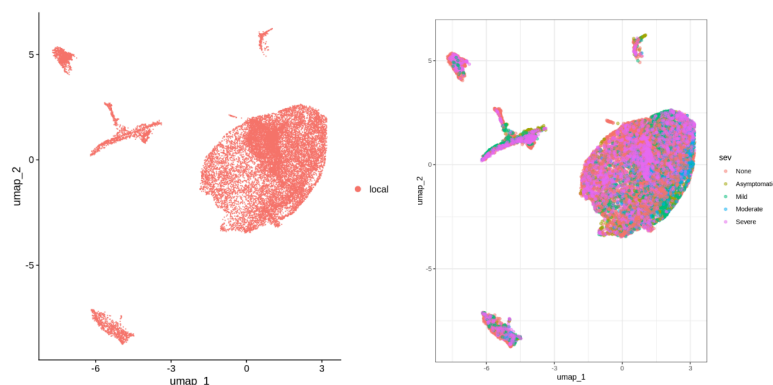 5
0
-5
-6
-3
0
3
umap_1
umap_2
local
5
0
-5
-6
-3
0
3
umap_1
umap_2
sev
None
Asymptomati
Mild
Moderate
Severe